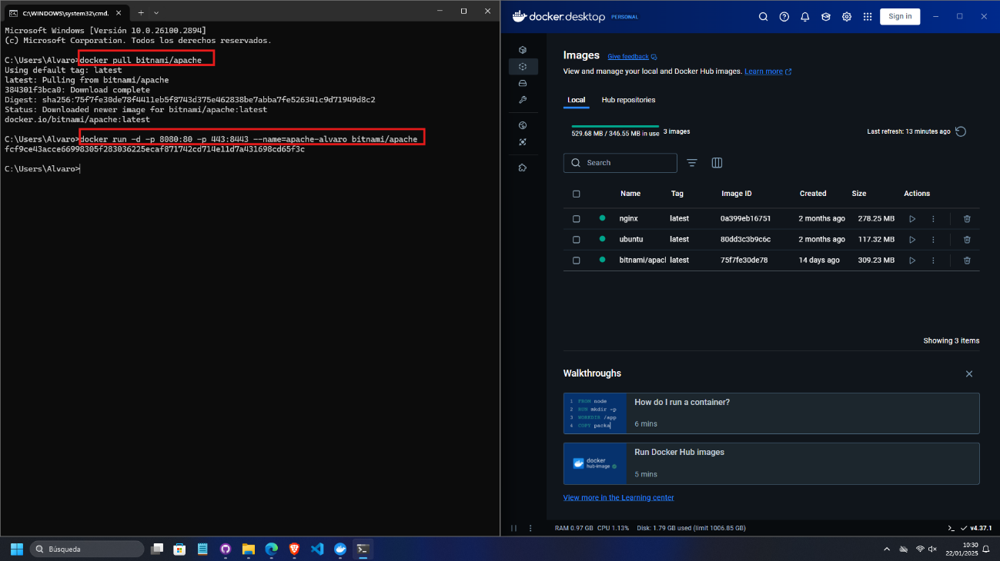 C:\WINDOWS\system32\cmd.
Microsoft Windows [Versión 10.0.26100.2894]
(c) Microsoft Corporation. Todos los derechos reservados.
C:\Users\Alvaro>docker pull bitnami/apache
Using default tag: latest
latest: Pulling from bitnami/apache
384301f3bca0: Download complete
Digest: sha256:75f7fe30de78f4411eb5f8743d375e462838be7abba7fe526341c9d71949d8c2
Status: Downloaded newer image for bitnami/apache:latest
docker.io/bitnami/apache:latest
C:\Users\Alvaro>docker run -d -p 8080:80 -p 443:8443 --name=apache-alvaro bitnami/apache
fcf9ce43acce66998305f283036225ecaf871742cd714e11d7a431698cd65f3c
C:\Users\Alvaro>
docker.desktop PERSONAL
Sign in
Images Give feedback
View and manage your local and Docker Hub images. Learn more
Local Hub repositories
529.68 MB / 346.55 MB in use 3 images
Last refresh: 13 minutes ago
Search
Name Tag Image ID Created Size Actions
nginx latest 0a399eb16751 2 months ago 278.25 MB
ubuntu latest 80dd3c3b9c6c 2 months ago 117.32 MB
bitnami/apacl latest 75f7fe30de78 14 days ago 309.23 MB
Showing 3 items
Walkthroughs
1 FROM node
2 RUN mkdir -p
3 WORKDIR /app
4 COPY packa
How do I run a container?
6 mins
docker
hub-image
Run Docker Hub images
5 mins
View more in the Learning center
RAM 0.97 GB CPU 1.13% Disk: 1.79 GB used (limit 1006.85 GB)
v4.37.1
Búsqueda
10:30
22/01/2025